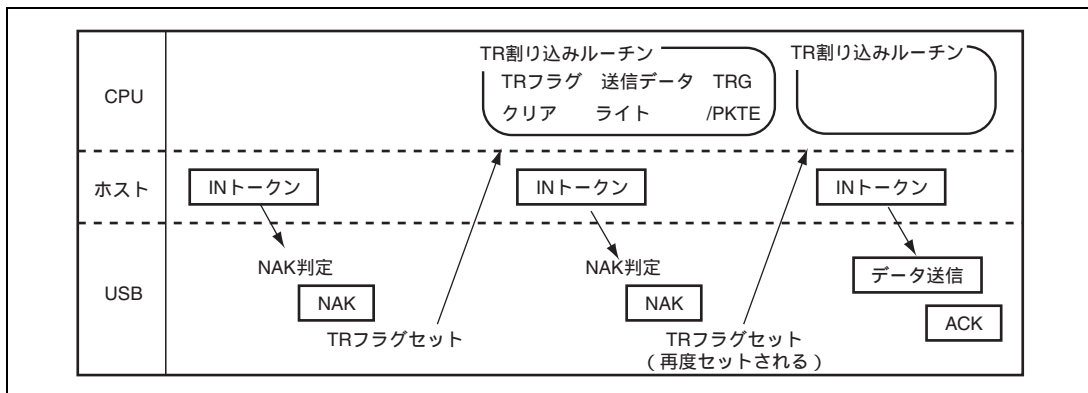 TR割り込みルーチン
TRフラグ 送信データ TRG
クリア ライト /PKTE
TR割り込みルーチン
CPU
ホスト
INトークン
INトークン
INトークン
USB
NAK判定
NAK
TRフラグセット
NAK判定
NAK
TRフラグセット
(再度セットされる)
データ送信
ACK